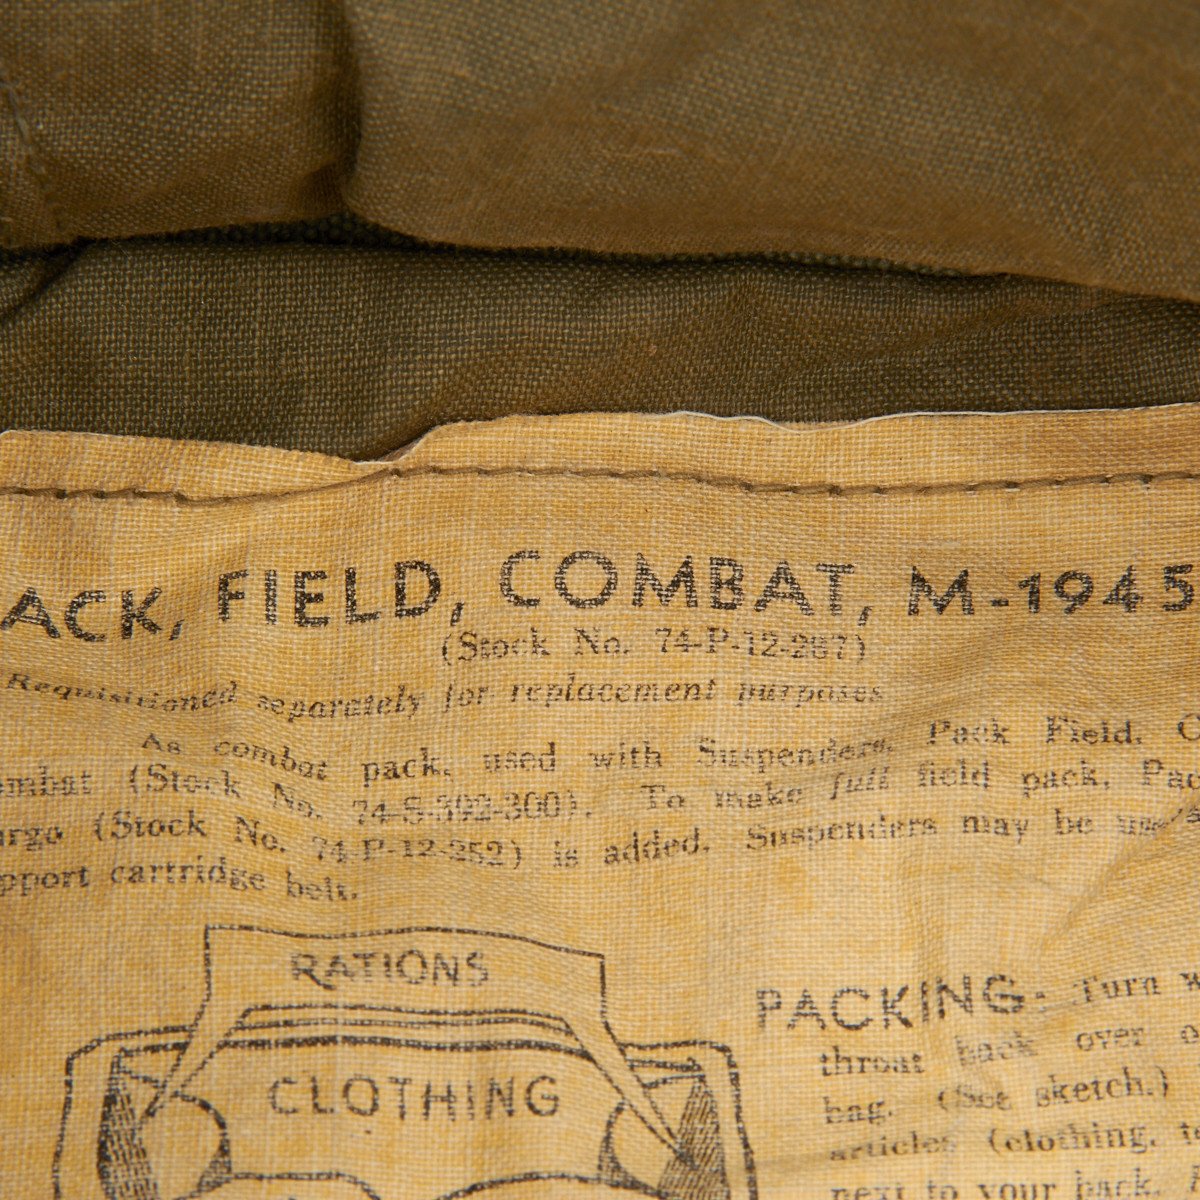 ACK, FIELD, COMBAT, M-1945
(Stock No. 74-P-12-287)
Requisitioned separately for replacement purposes
As combat pack, used with Suspenders, Pack Field, C
ombat (Stock No. 74-S-392-300). To make full field pack, Pac
argo (Stock No. 74-P-12-252) is added. Suspenders may be
pport cartridge belt.
RATIONS
CLOTHING
PACKING: Turn w
throat back over o
bag. (See sketch.)
articles (clothing, t
next to your back.